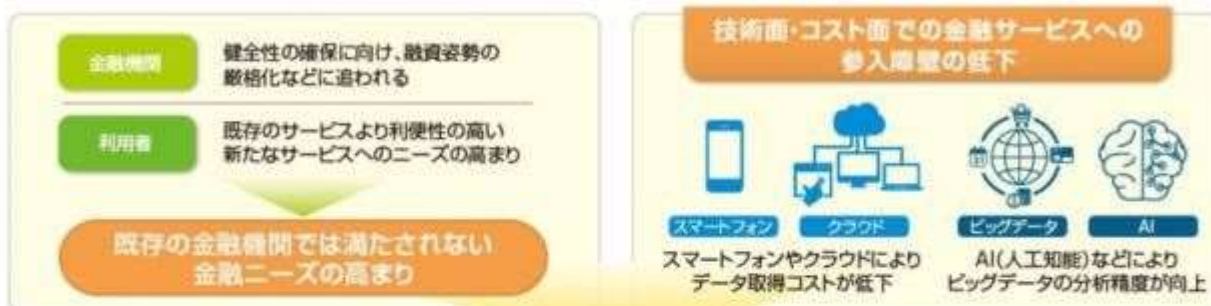 金融機関
健全性の確保に向け、融資姿勢の
厳格化などに追われる
利用者
既存のサービスより利便性の高い
新たなサービスへのニーズの高まり
既存の金融機関では満たされない
金融ニーズの高まり
技術面・コスト面での金融サービスへの
参入障壁の低下
スマートフォン
クラウド
ビッグデータ
AI
スマートフォンやクラウドにより
データ取得コストが低下
AI(人工知能)などにより
ビッグデータの分析精度が向上